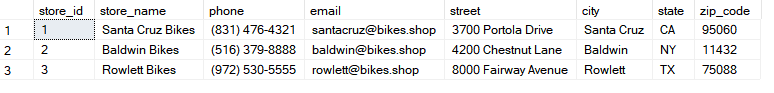 store_id store_name phone email street city state zip_code
1 1 Santa Cruz Bikes (831) 476-4321 santacruz@bikes.shop 3700 Portola Drive Santa Cruz CA 95060
2 2 Baldwin Bikes (516) 379-8888 baldwin@bikes.shop 4200 Chestnut Lane Baldwin NY 11432
3 3 Rowlett Bikes (972) 530-5555 rowlett@bikes.shop 8000 Fairway Avenue Rowlett TX 75088